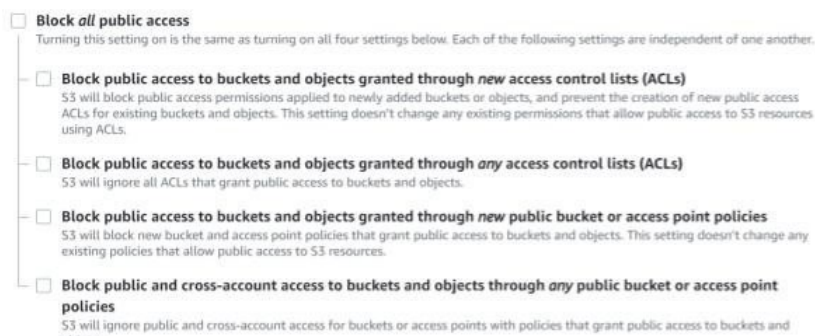 Block all public access
Turning this setting on is the same as turning on all four settings below. Each of the following settings are independent of one another.
Block public access to buckets and objects granted through new access control lists (ACLs)
S3 will block public access permissions applied to newly added buckets or objects, and prevent the creation of new public access
ACLs for existing buckets and objects. This setting doesn't change any existing permissions that allow public access to S3 resources
using ACLs.
Block public access to buckets and objects granted through any access control lists (ACLs)
S3 will ignore all ACLs that grant public access to buckets and objects.
Block public access to buckets and objects granted through new public bucket or access point policies
S3 will block new bucket and access point policies that grant public access to buckets and objects. This setting doesn't change any
existing policies that allow public access to S3 resources.
Block public and cross-account access to buckets and objects through any public bucket or access point
policies
S3 will ignore public and cross-account access for buckets or access points with policies that grant public access to buckets and